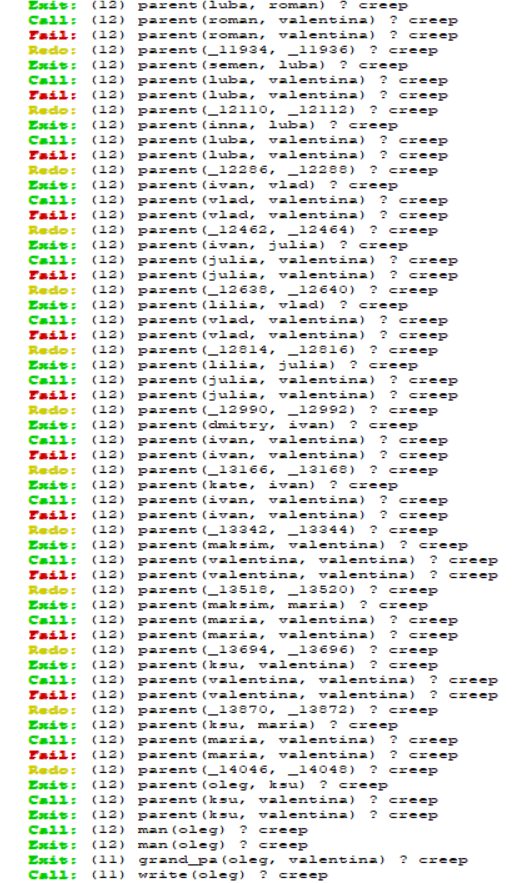 Exit: (12) parent(luba, roman) ? creep
Call: (12) parent(roman, valentina) ? creep
Fail: (12) parent(roman, valentina) ? creep
Redo: (12) parent(_11934, _11936) ? creep
Exit: (12) parent(semen, luba) ? creep
Call: (12) parent(luba, valentina) ? creep
Fail: (12) parent(luba, valentina) ? creep
Redo: (12) parent(_12110, _12112) ? creep
Exit: (12) parent(inna, luba) ? creep
Call: (12) parent(luba, valentina) ? creep
Fail: (12) parent(luba, valentina) ? creep
Redo: (12) parent(_12286, _12288) ? creep
Exit: (12) parent(ivan, vlad) ? creep
Call: (12) parent(vlad, valentina) ? creep
Fail: (12) parent(vlad, valentina) ? creep
Redo: (12) parent(_12462, _12464) ? creep
Exit: (12) parent(ivan, julia) ? creep
Call: (12) parent(julia, valentina) ? creep
Fail: (12) parent(julia, valentina) ? creep
Redo: (12) parent(_12638, _12640) ? creep
Exit: (12) parent(lilia, vlad) ? creep
Call: (12) parent(vlad, valentina) ? creep
Fail: (12) parent(vlad, valentina) ? creep
Redo: (12) parent(_12814, _12816) ? creep
Exit: (12) parent(lilia, julia) ? creep
Call: (12) parent(julia, valentina) ? creep
Fail: (12) parent(julia, valentina) ? creep
Redo: (12) parent(_12990, _12992) ? creep
Exit: (12) parent(dmitry, ivan) ? creep
Call: (12) parent(ivan, valentina) ? creep
Fail: (12) parent(ivan, valentina) ? creep
Redo: (12) parent(_13166, _13168) ? creep
Exit: (12) parent(kate, ivan) ? creep
Call: (12) parent(ivan, valentina) ? creep
Fail: (12) parent(ivan, valentina) ? creep
Redo: (12) parent(_13342, _13344) ? creep
Exit: (12) parent(maksim, valentina) ? creep
Call: (12) parent(valentina, valentina) ? creep
Fail: (12) parent(valentina, valentina) ? creep
Redo: (12) parent(_13518, _13520) ? creep
Exit: (12) parent(maksim, maria) ? creep
Call: (12) parent(maria, valentina) ? creep
Fail: (12) parent(maria, valentina) ? creep
Redo: (12) parent(_13694, _13696) ? creep
Exit: (12) parent(ksu, valentina) ? creep
Call: (12) parent(valentina, valentina) ? creep
Fail: (12) parent(valentina, valentina) ? creep
Redo: (12) parent(_13870, _13872) ? creep
Exit: (12) parent(ksu, maria) ? creep
Call: (12) parent(maria, valentina) ? creep
Fail: (12) parent(maria, valentina) ? creep
Redo: (12) parent(_14046, _14048) ? creep
Exit: (12) parent(oleg, ksu) ? creep
Call: (12) parent(ksu, valentina) ? creep
Exit: (12) parent(ksu, valentina) ? creep
Call: (12) man(oleg) ? creep
Exit: (12) man(oleg) ? creep
Exit: (11) grand_pa(oleg, valentina) ? creep
Call: (11) write(oleg) ? creep